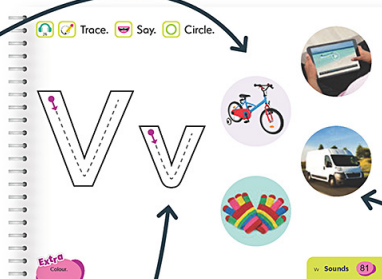 Trace. Say. Circle.
V v
Extra
Colour.
Vv Sounds 81